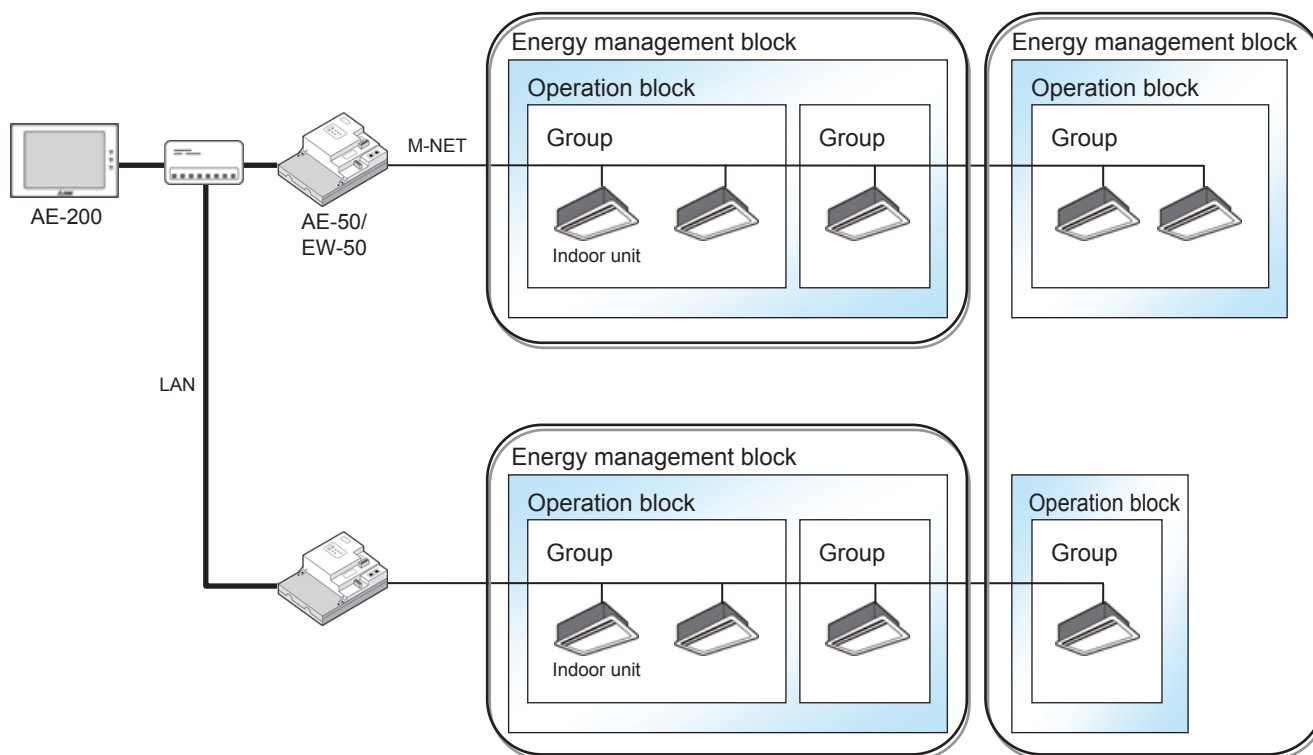 Energy management block
Energy management block
Operation block
Operation block
Group
Group
Group
M-NET
AE-200
AE-50/
EW-50
Indoor unit
LAN
Energy management block
Operation block
Operation block
Group
Group
Group
Indoor unit